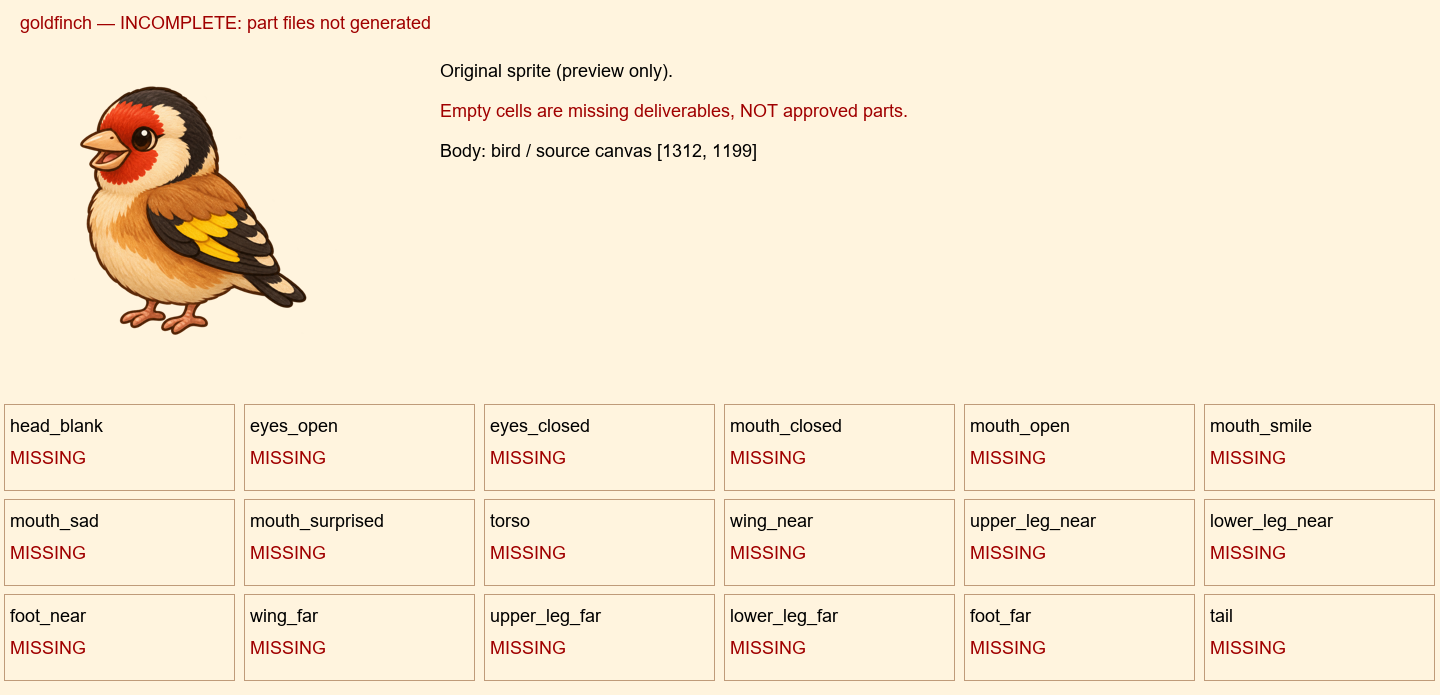 goldfinch — INCOMPLETE: part files not generated
Original sprite (preview only).
Empty cells are missing deliverables, NOT approved parts.
Body: bird / source canvas [1312, 1199]
head_blank
MISSING
eyes_open
MISSING
eyes_closed
MISSING
mouth_closed
MISSING
mouth_open
MISSING
mouth_smile
MISSING
mouth_sad
MISSING
mouth_surprised
MISSING
torso
MISSING
wing_near
MISSING
upper_leg_near
MISSING
lower_leg_near
MISSING
foot_near
MISSING
wing_far
MISSING
upper_leg_far
MISSING
lower_leg_far
MISSING
foot_far
MISSING
tail
MISSING